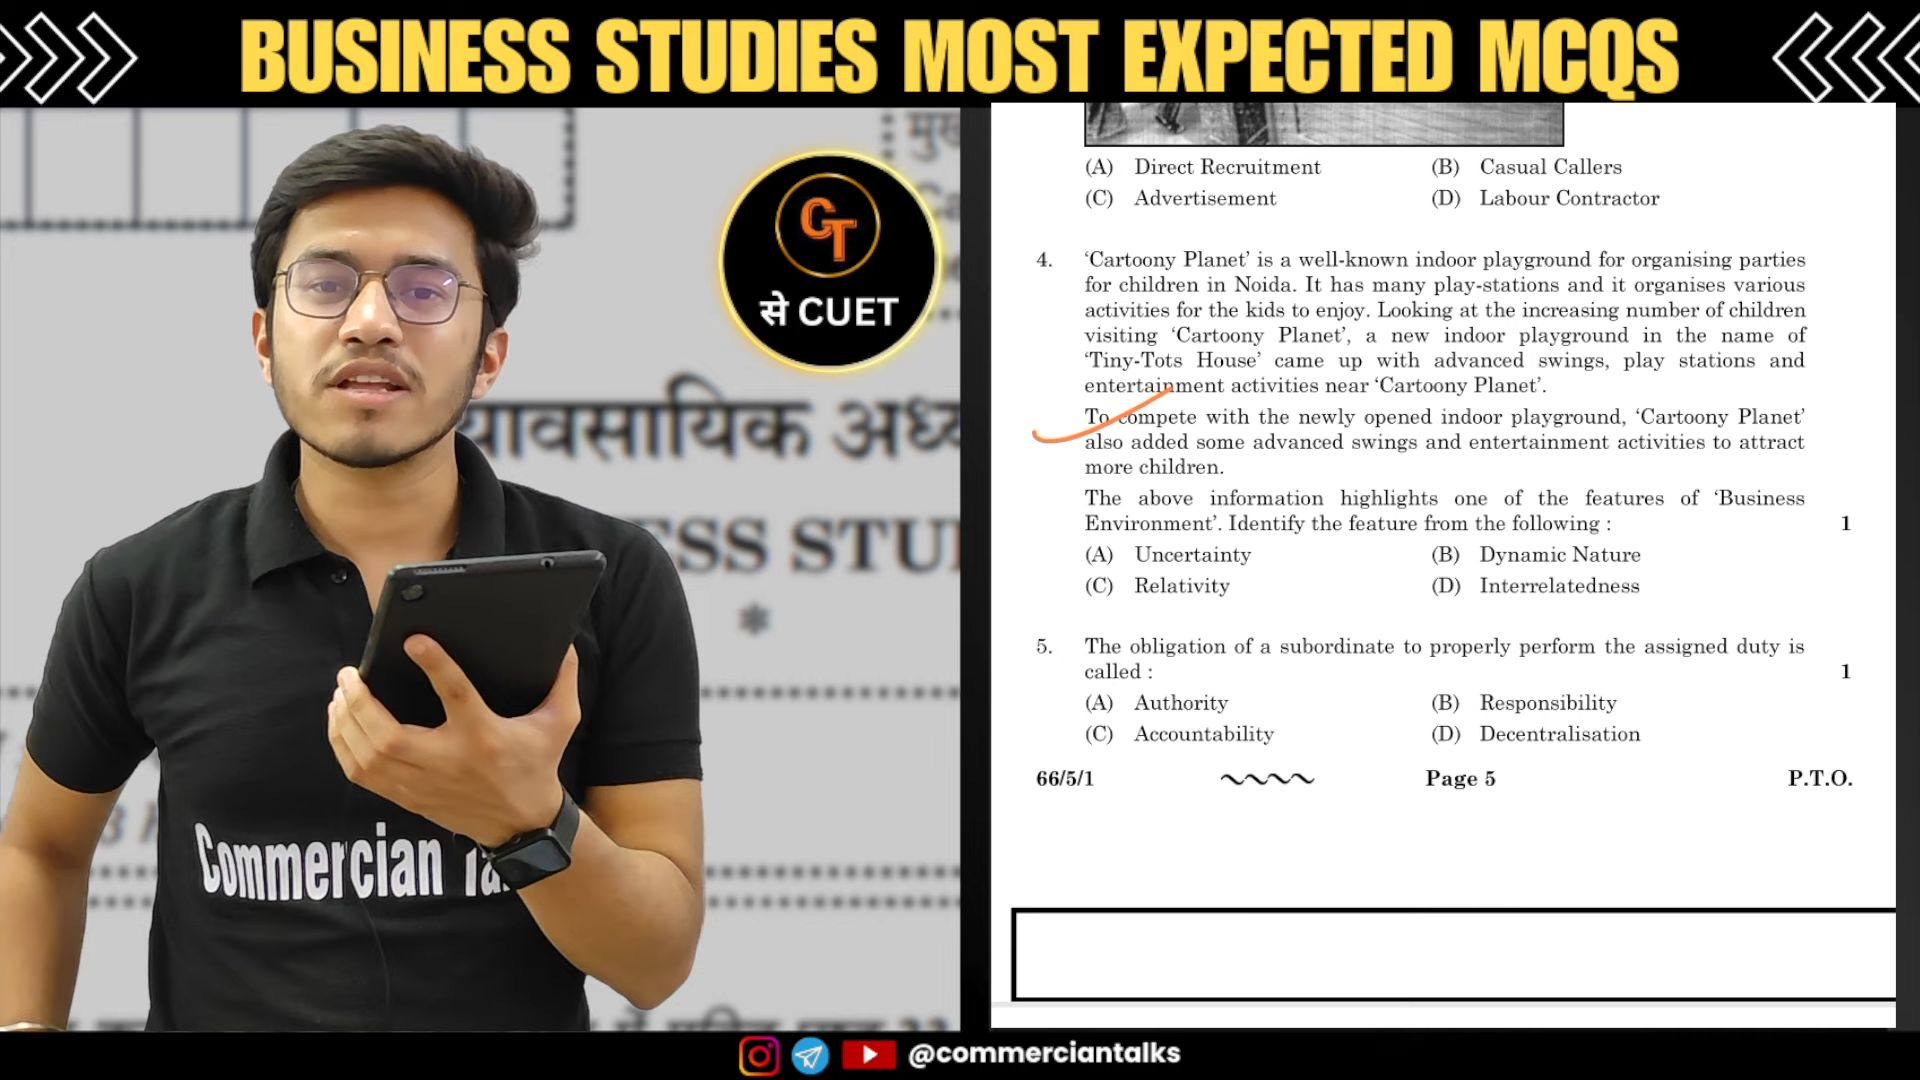 BUSINESS STUDIES MOST EXPECTED MCQS
CT
से CUET
ESS STU
*
Commercian Ta
(A) Direct Recruitment (B) Casual Callers
(C) Advertisement (D) Labour Contractor
4. ‘Cartoony Planet’ is a well-known indoor playground for organising parties
for children in Noida. It has many play-stations and it organises various
activities for the kids to enjoy. Looking at the increasing number of children
visiting ‘Cartoony Planet’, a new indoor playground in the name of
‘Tiny-Tots House’ came up with advanced swings, play stations and
entertainment activities near ‘Cartoony Planet’.
To compete with the newly opened indoor playground, ‘Cartoony Planet’
also added some advanced swings and entertainment activities to attract
more children.
The above information highlights one of the features of ‘Business
Environment’. Identify the feature from the following : 1
(A) Uncertainty (B) Dynamic Nature
(C) Relativity (D) Interrelatedness
5. The obligation of a subordinate to properly perform the assigned duty is
called : 1
(A) Authority (B) Responsibility
(C) Accountability (D) Decentralisation
66/5/1 Page 5 P.T.O.
@commerciantalks